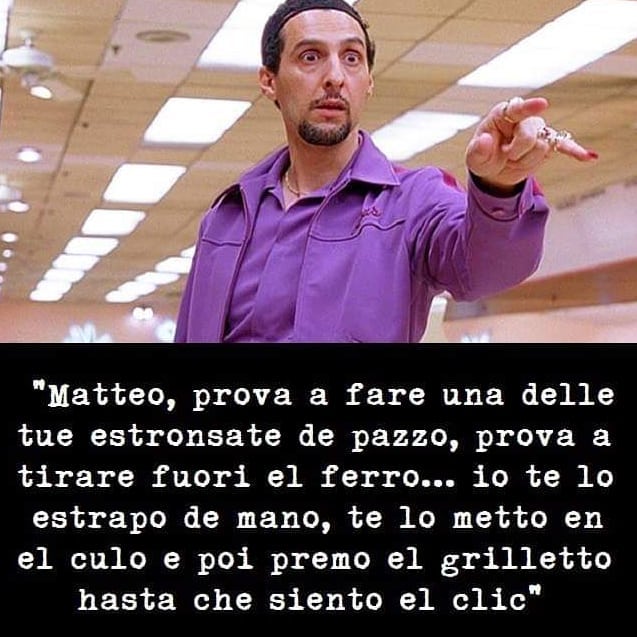 "Matteo, prova a fare una delle
tue estronsate de pazzo, prova a
tirare fuori el ferro... io te lo
estrapo de mano, te lo metto en
el culo e poi premo el grilletto
hasta che siento el clic"